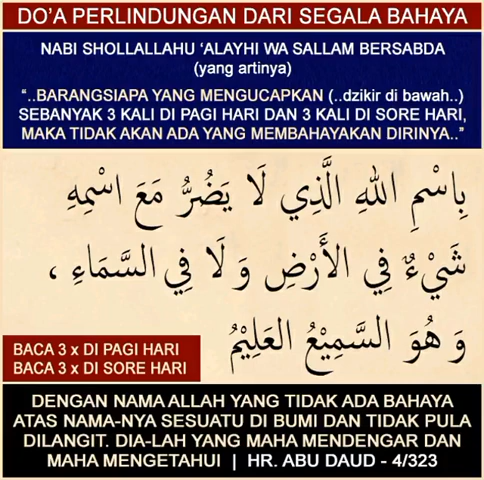 DO'A PERLINDUNGAN DARI SEGALA BAHAYA
NABI SHOLLALLAHU 'ALAYHI WA SALLAM BERSABDA
(yang artinya)
“..BARANGSIAPA YANG MENGUCAPKAN (..dzikir di bawah..)
SEBANYAK 3 KALI DI PAGI HARI DAN 3 KALI DI SORE HARI,
MAKA TIDAK AKAN ADA YANG MEMBAHAYAKAN DIRINYA..”
بِاسْمِ اللهِ الَّذِي لَا يَضُرُّ مَعَ اسْمِهِ
شَيْءٌ فِي الأَرْضِ وَ لَا فِي السَّمَاءِ ،
وَ هُوَ السَّمِيْعُ العَلِيْمُ
BACA 3 x DI PAGI HARI
BACA 3 x DI SORE HARI
DENGAN NAMA ALLAH YANG TIDAK ADA BAHAYA
ATAS NAMA-NYA SESUATU DI BUMI DAN TIDAK PULA
DILANGIT. DIA-LAH YANG MAHA MENDENGAR DAN
MAHA MENGETAHUI | HR. ABU DAUD - 4/323